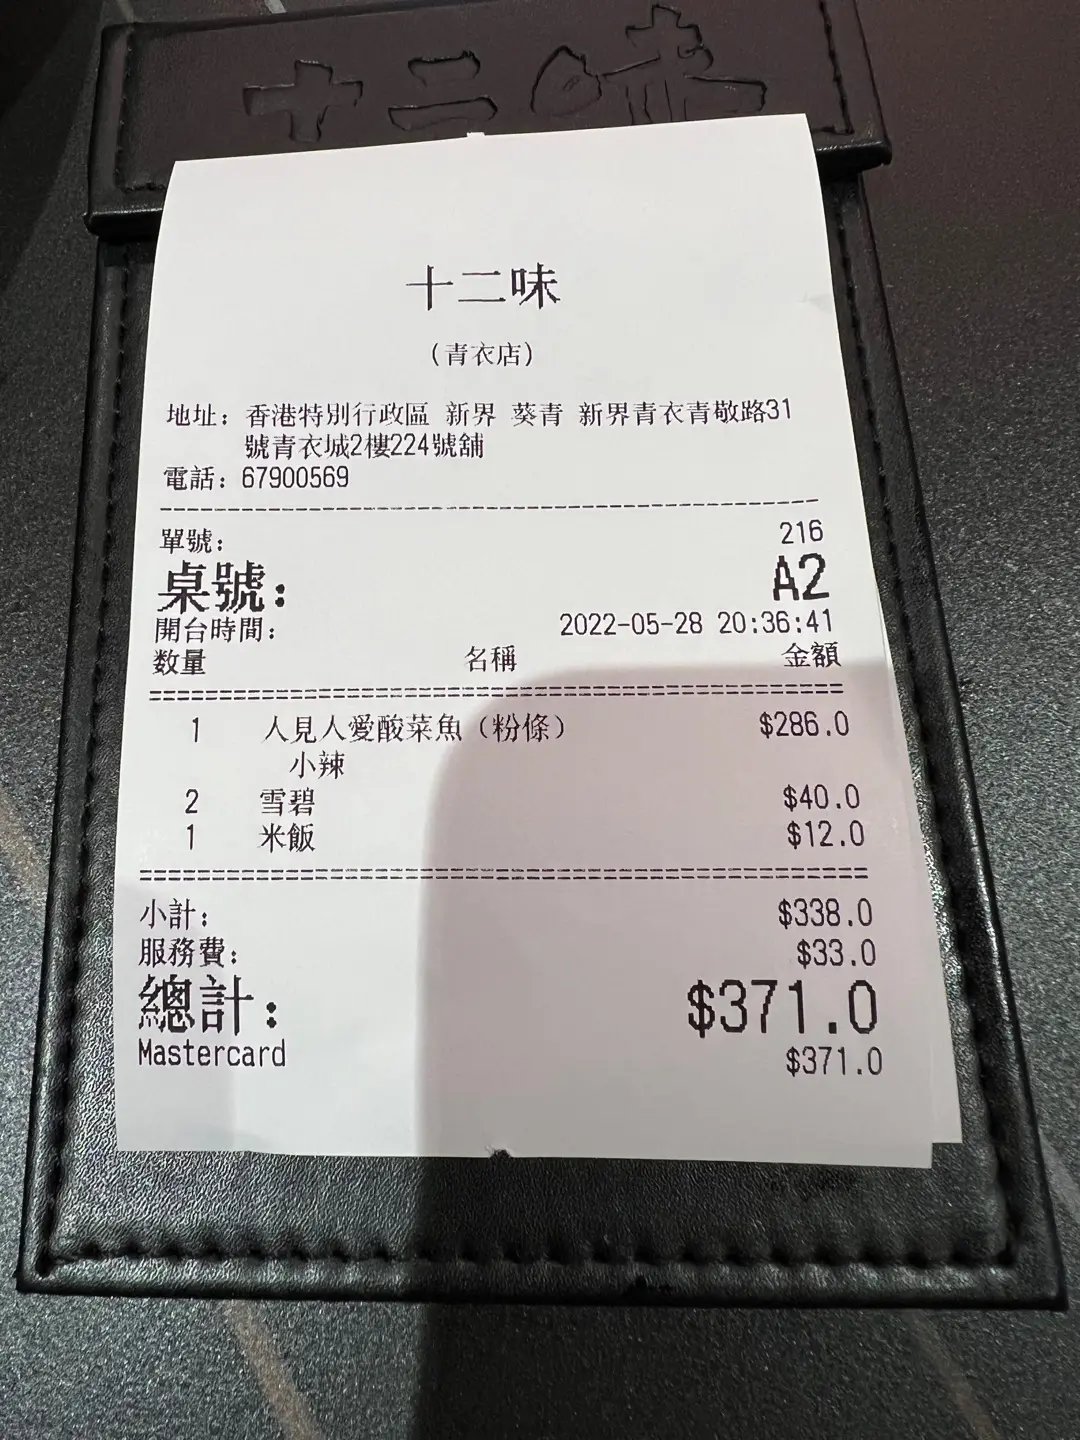 十二味
十二味
(青衣店)
地址: 香港特別行政區 新界 葵青 新界青衣青敬路31
號青衣城2樓224號舖
電話: 67900569
單號: 216
桌號: A2
開台時間: 2022-05-28 20:36:41
数量 名稱 金額
1 人見人愛酸菜魚（粉條） $286.0
小辣
2 雪碧 $40.0
1 米飯 $12.0
小計: $338.0
服務費: $33.0
總計: $371.0
Mastercard $371.0